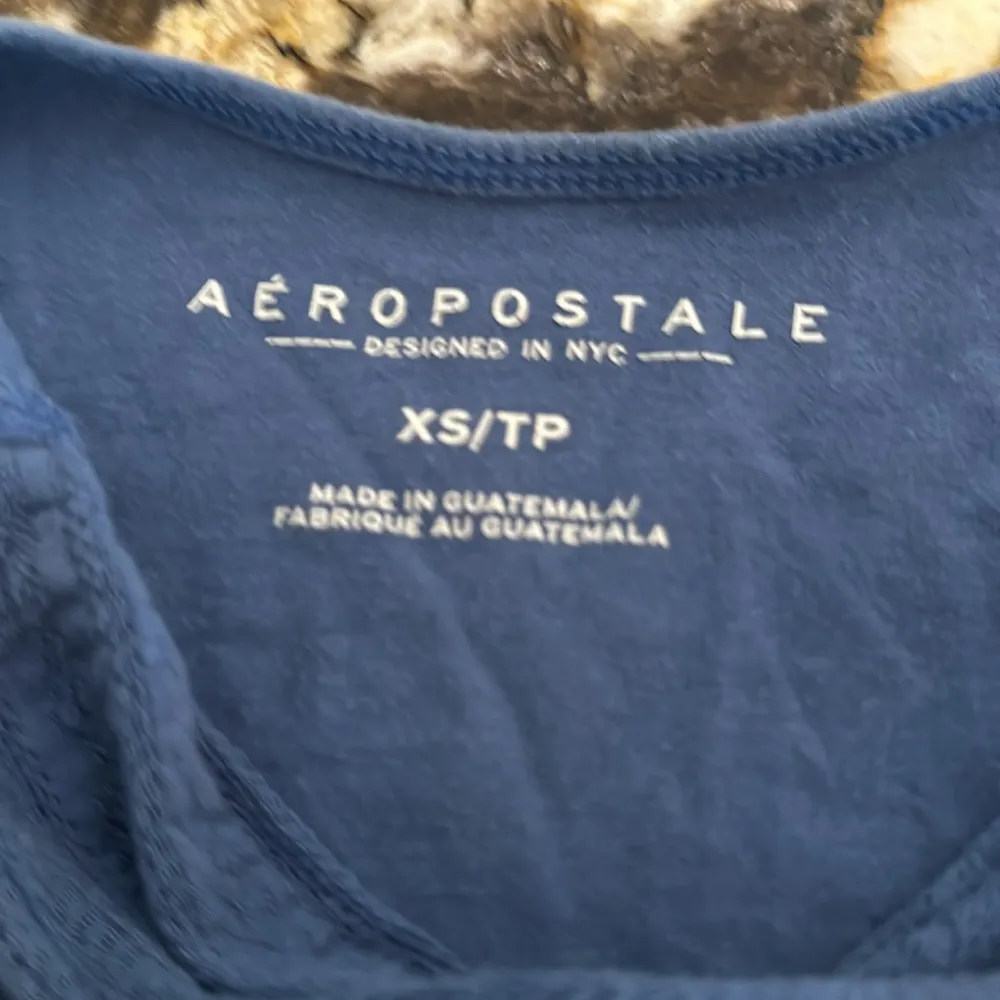 AÉROPOSTALE
DESIGNED IN NYC
XS/TP
MADE IN GUATEMALA/
FABRIQUÉ AU GUATEMALA